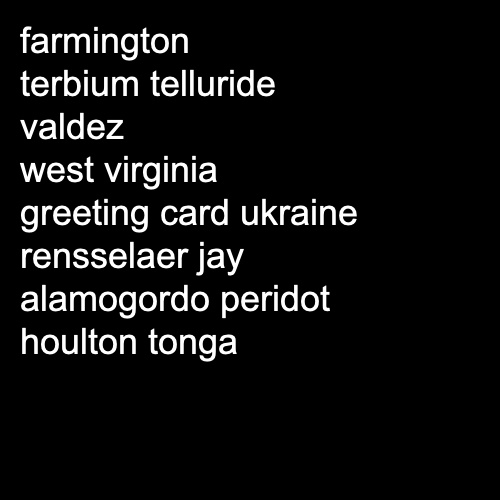 farmington
terbium telluride
valdez
west virginia
greeting card ukraine
rensselaer jay
alamogordo peridot
houlton tonga